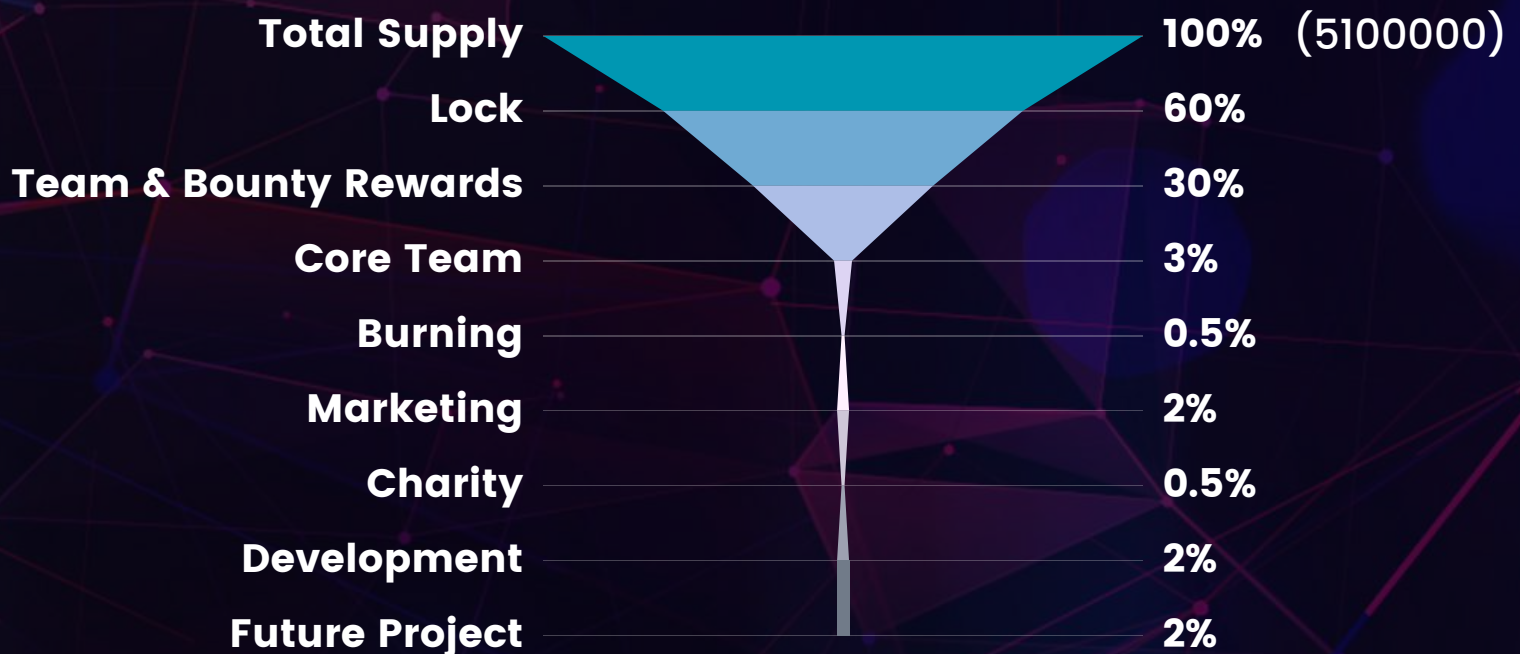 Total Supply 100% (5100000)
Lock 60%
Team & Bounty Rewards 30%
Core Team 3%
Burning 0.5%
Marketing 2%
Charity 0.5%
Development 2%
Future Project 2%